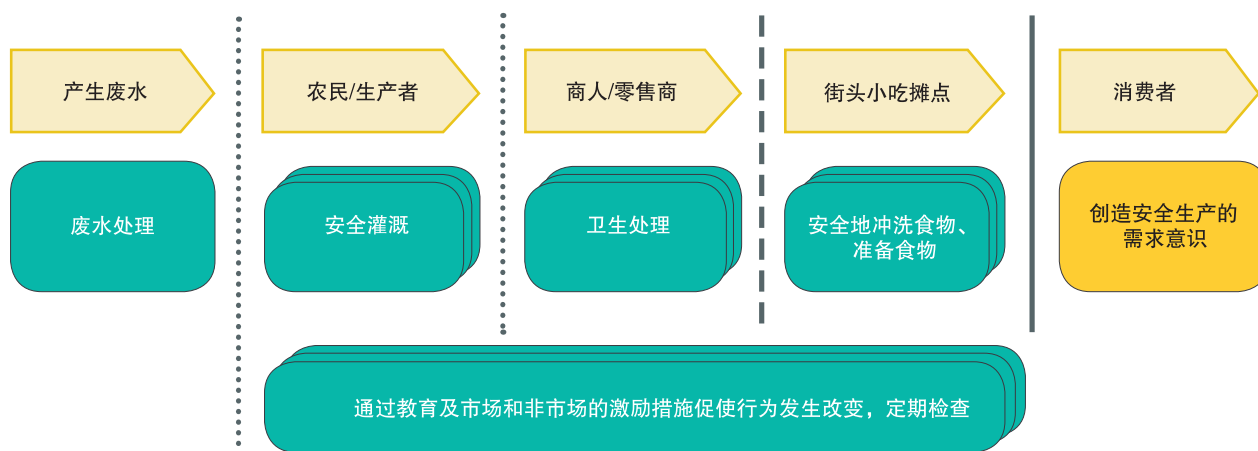 产生废水
农民/生产者
商人/零售商
街头小吃摊点
消费者
废水处理
安全灌溉
卫生处理
安全地冲洗食物、
准备食物
创造安全生产的
需求意识
通过教育及市场和非市场的激励措施促使行为发生改变，定期检查